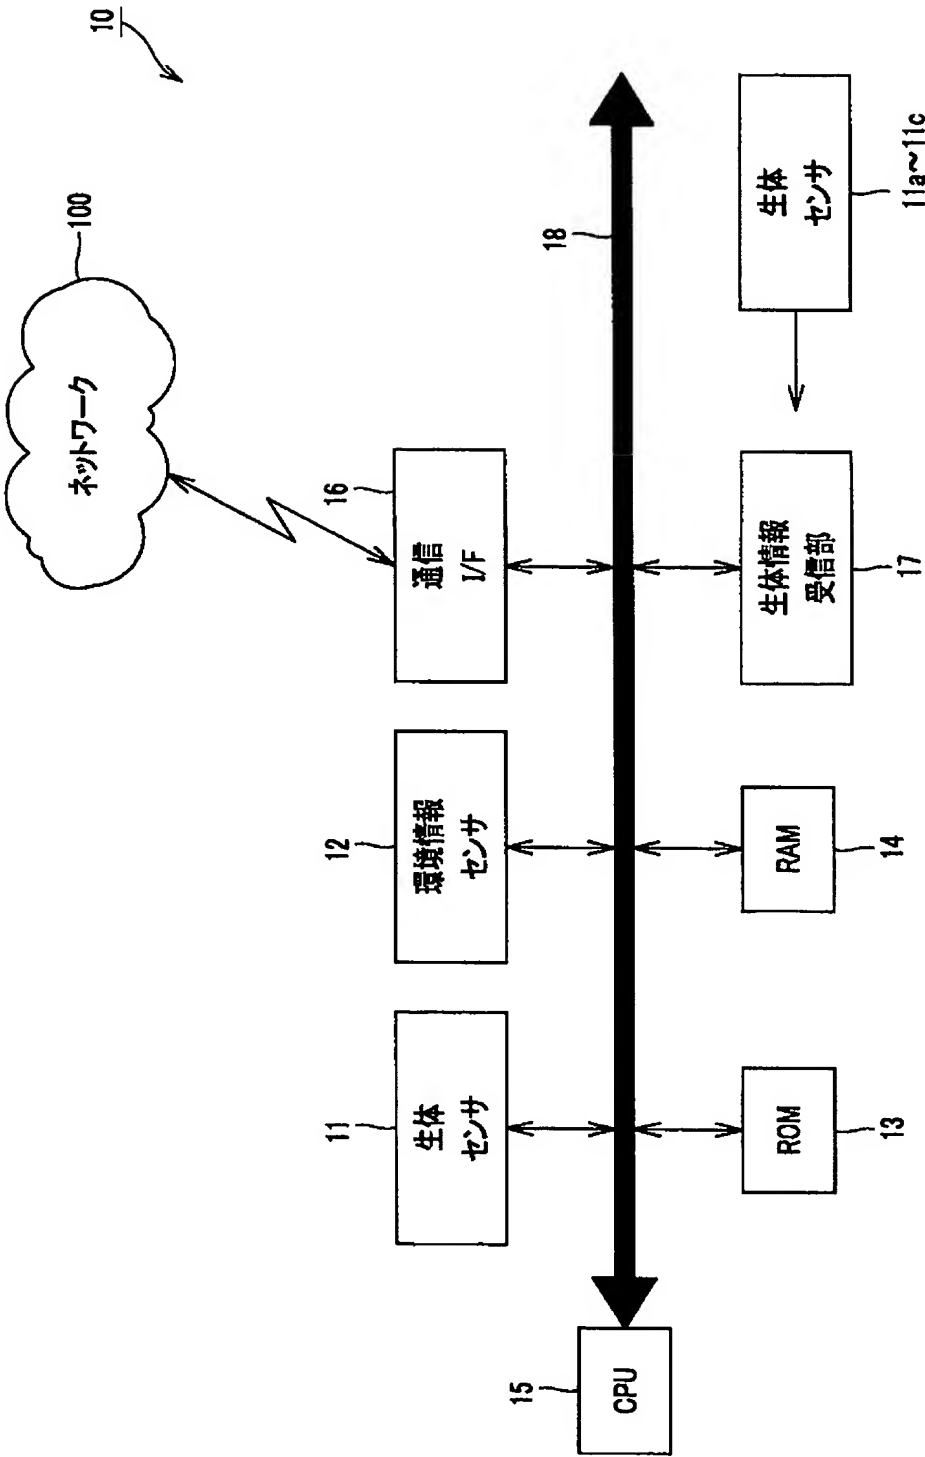 10
100
ネットワーク
11
生体
センサ
12
環境情報
センサ
16
通信
I/F
15
CPU
18
13
ROM
14
RAM
17
生体情報
受信部
生体
センサ
11a～11c